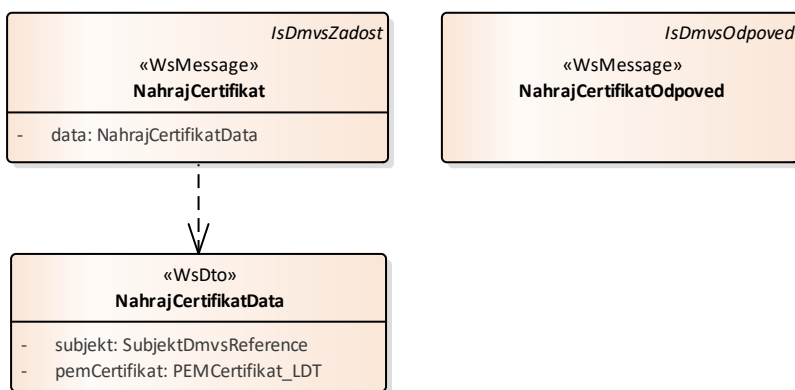 IsDmvsZadost
«WsMessage»
NahrajCertifikat
- data: NahrajCertifikatData
IsDmvsOdpoved
«WsMessage»
NahrajCertifikatOdpoved
«WsDto»
NahrajCertifikatData
- subjekt: SubjektDmvsReference
- pemCertifikat: PEMCertifikat_LDT